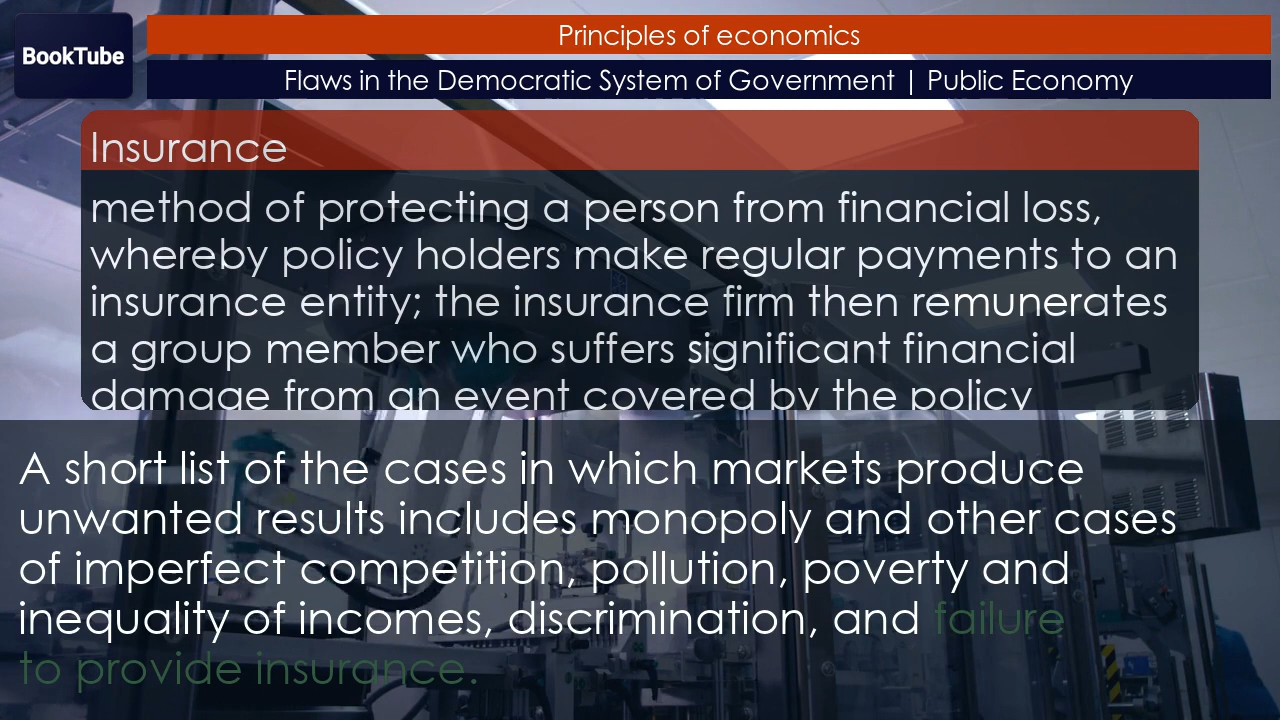 BookTube
Principles of economics
Flaws in the Democratic System of Government | Public Economy
Insurance
method of protecting a person from financial loss,
whereby policy holders make regular payments to an
insurance entity; the insurance firm then remunerates
a group member who suffers significant financial
damage from an event covered by the policy
A short list of the cases in which markets produce
unwanted results includes monopoly and other cases
of imperfect competition, pollution, poverty and
inequality of incomes, discrimination, and failure
to provide insurance.